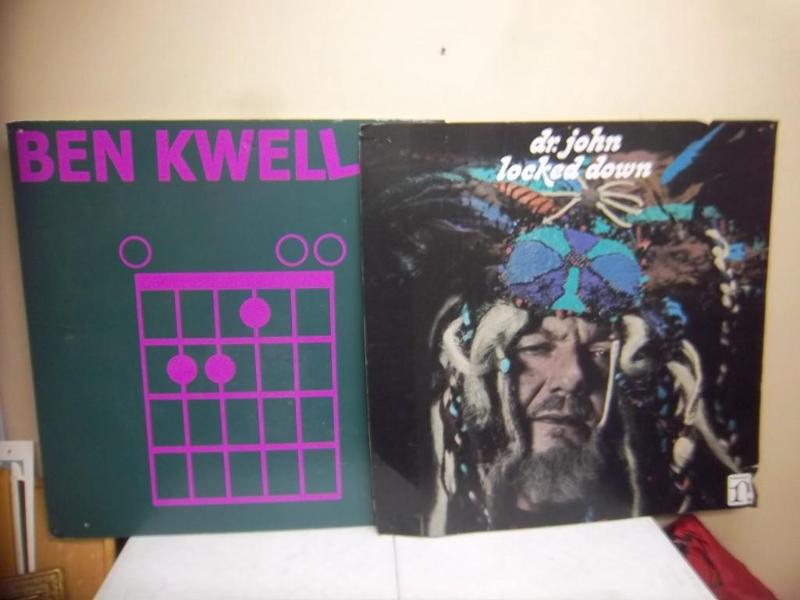 BEN KWELL
dr. john
locked down